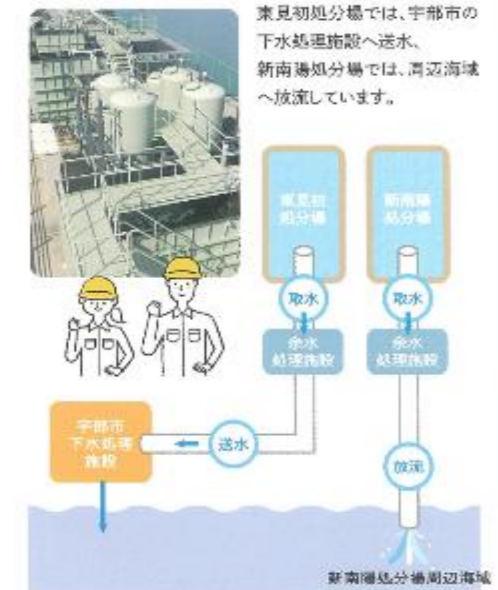 東見初処分場では、宇部市の
下水処理施設へ送水、
新南陽処分場では、周辺海域
へ放流しています。
東見初
処分場
新南陽
処分場
取水
取水
余水
処理施設
余水
処理施設
宇部市
下水処理
施設
送水
放流
新南陽処分場周辺海域